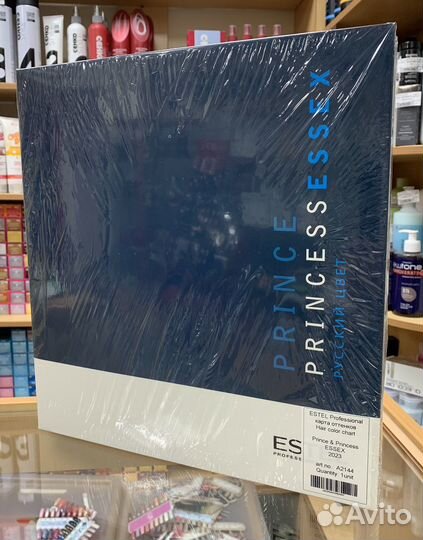 PRINCE
PRINCESSESSEX
РУССКИЙ ЦВЕТ
ES
PROFESS
ESTEL Professional
карта оттенков
Hair color chart
Prince & Princess
ESSEX
2023
art no.: A2144
Quantity: 1unit
Avito